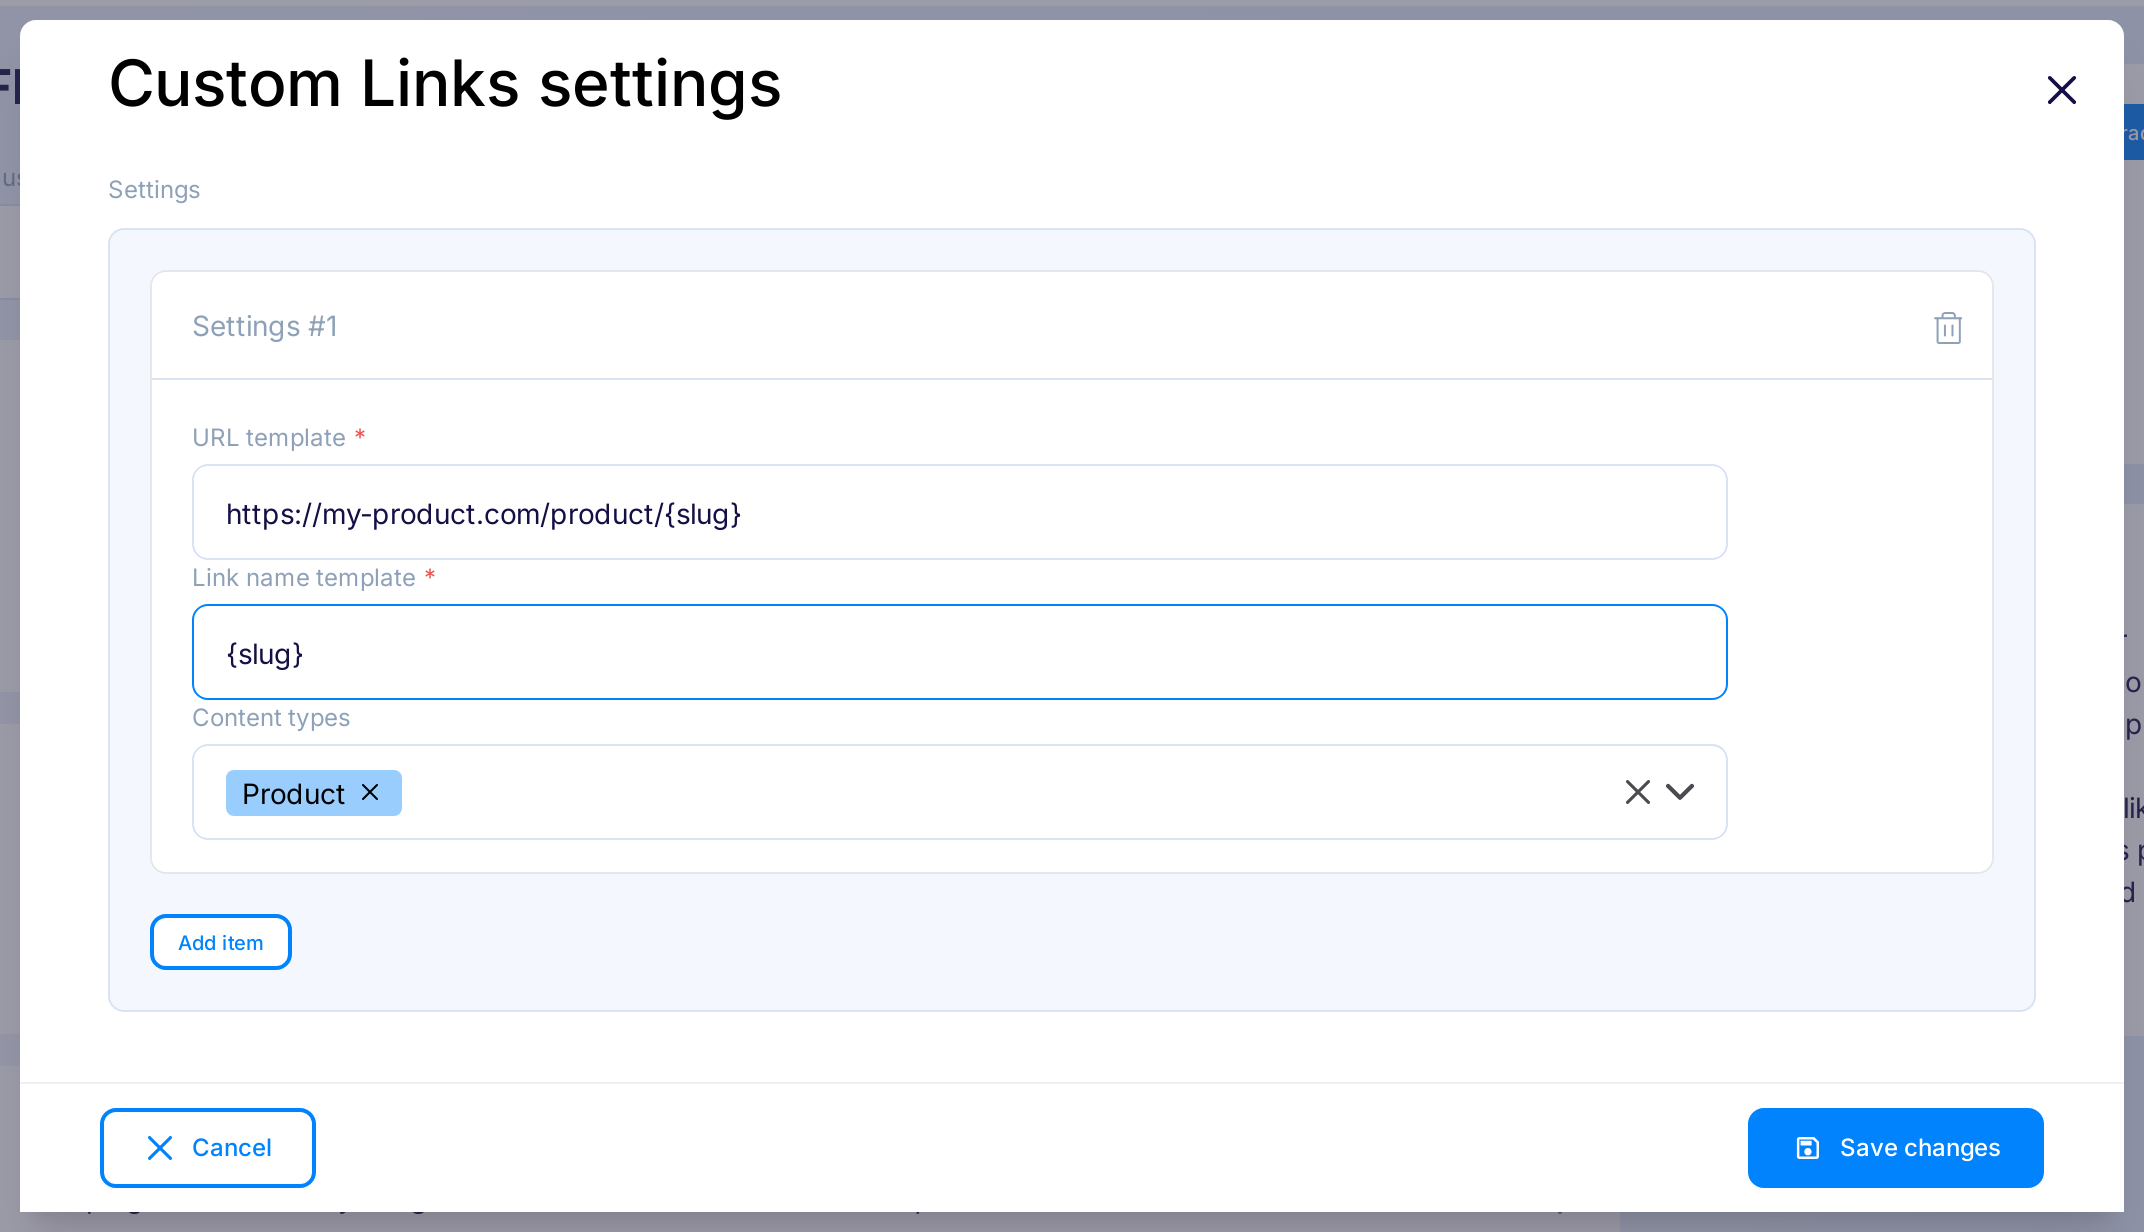 Custom Links settings
Settings
Settings #1
URL template *
https://my-product.com/product/{slug}
Link name template *
{slug}
Content types
Product
Add item
Cancel
Save changes